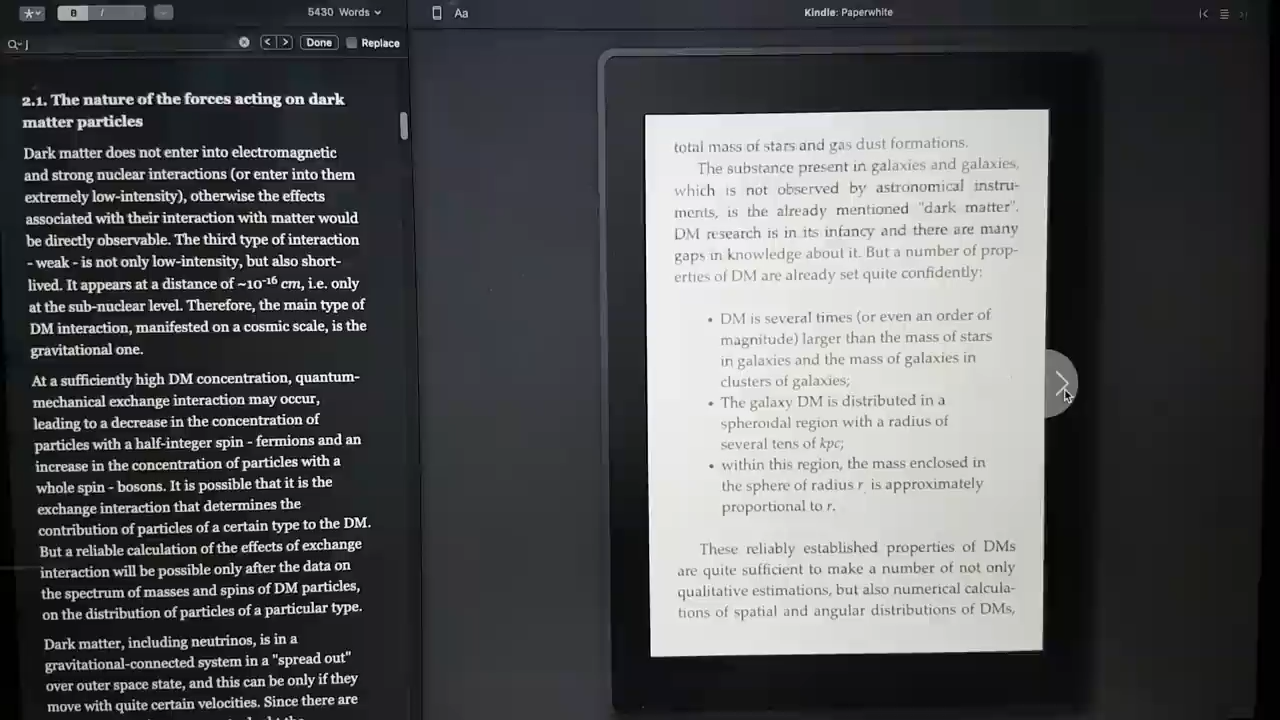 B I
5430 Words
Aa
Kindle: Paperwhite
Done
Replace
2.1. The nature of the forces acting on dark
matter particles
Dark matter does not enter into electromagnetic
and strong nuclear interactions (or enter into them
extremely low-intensity), otherwise the effects
associated with their interaction with matter would
be directly observable. The third type of interaction
- weak - is not only low-intensity, but also short-
lived. It appears at a distance of ~10⁻¹⁶ cm, i.e. only
at the sub-nuclear level. Therefore, the main type of
DM interaction, manifested on a cosmic scale, is the
gravitational one.
At a sufficiently high DM concentration, quantum-
mechanical exchange interaction may occur,
leading to a decrease in the concentration of
particles with a half-integer spin - fermions and an
increase in the concentration of particles with a
whole spin - bosons. It is possible that it is the
exchange interaction that determines the
contribution of particles of a certain type to the DM.
But a reliable calculation of the effects of exchange
interaction will be possible only after the data on
the spectrum of masses and spins of DM particles,
on the distribution of particles of a particular type.
Dark matter, including neutrinos, is in a
gravitational-connected system in a "spread out"
over outer space state, and this can be only if they
move with quite certain velocities. Since there are
total mass of stars and gas dust formations.
The substance present in galaxies and galaxies,
which is not observed by astronomical instru-
ments, is the already mentioned "dark matter".
DM research is in its infancy and there are many
gaps in knowledge about it. But a number of prop-
erties of DM are already set quite confidently:
• DM is several times (or even an order of
magnitude) larger than the mass of stars
in galaxies and the mass of galaxies in
clusters of galaxies;
• The galaxy DM is distributed in a
spheroidal region with a radius of
several tens of kpc;
• within this region, the mass enclosed in
the sphere of radius r, is approximately
proportional to r.
These reliably established properties of DMs
are quite sufficient to make a number of not only
qualitative estimations, but also numerical calcula-
tions of spatial and angular distributions of DMs,